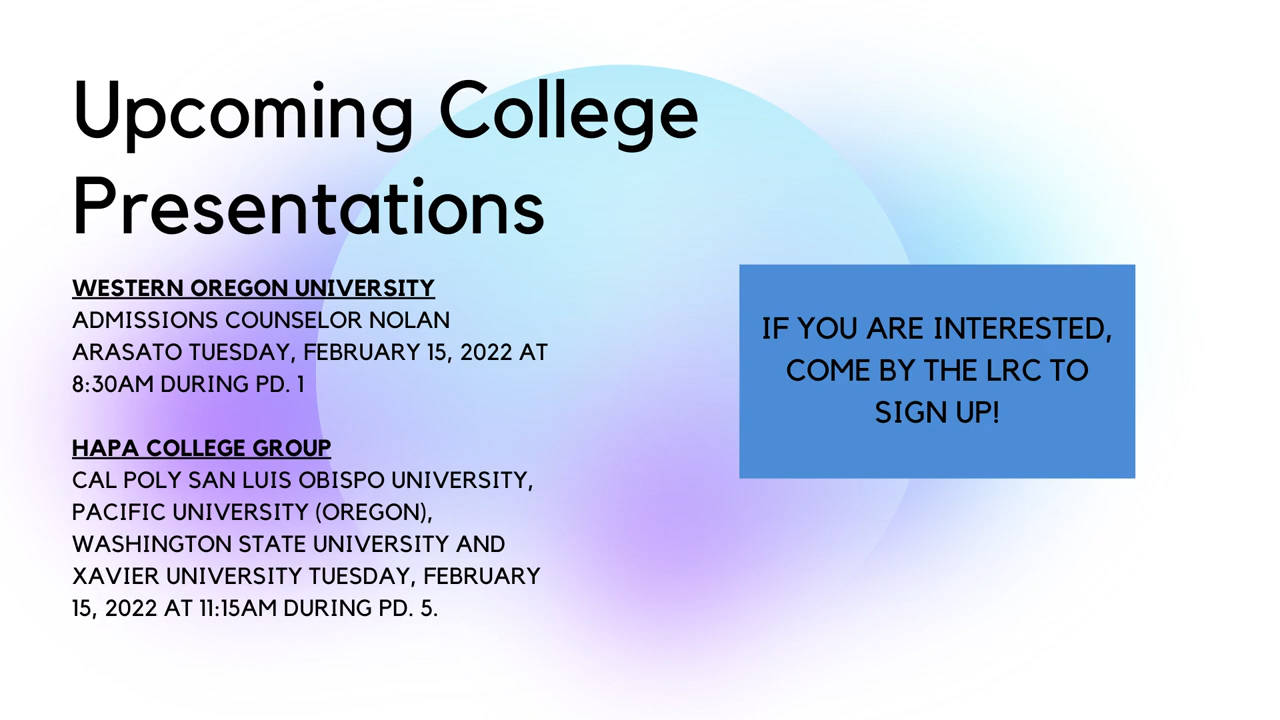 Upcoming College
Presentations
WESTERN OREGON UNIVERSITY
ADMISSIONS COUNSELOR NOLAN
ARASATO TUESDAY, FEBRUARY 15, 2022 AT
8:30AM DURING PD. 1
HAPA COLLEGE GROUP
CAL POLY SAN LUIS OBISPO UNIVERSITY,
PACIFIC UNIVERSITY (OREGON),
WASHINGTON STATE UNIVERSITY AND
XAVIER UNIVERSITY TUESDAY, FEBRUARY
15, 2022 AT 11:15AM DURING PD. 5.
IF YOU ARE INTERESTED,
COME BY THE LRC TO
SIGN UP!